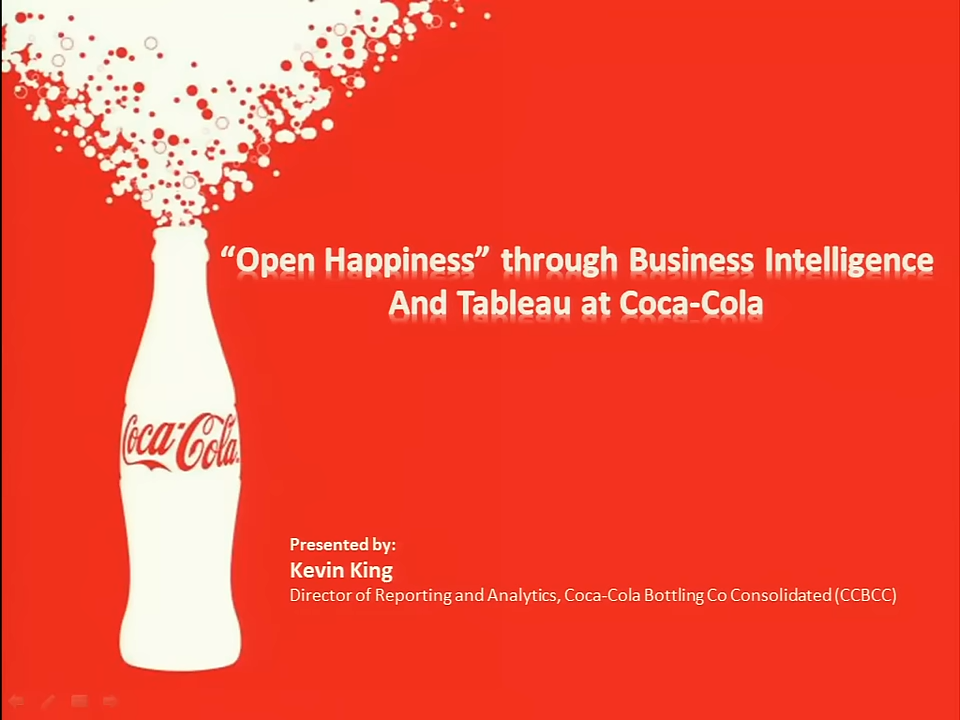 "Open Happiness" through Business Intelligence
And Tableau at Coca-Cola
Coca-Cola
Presented by:
Kevin King
Director of Reporting and Analytics, Coca-Cola Bottling Co Consolidated (CCBCC)